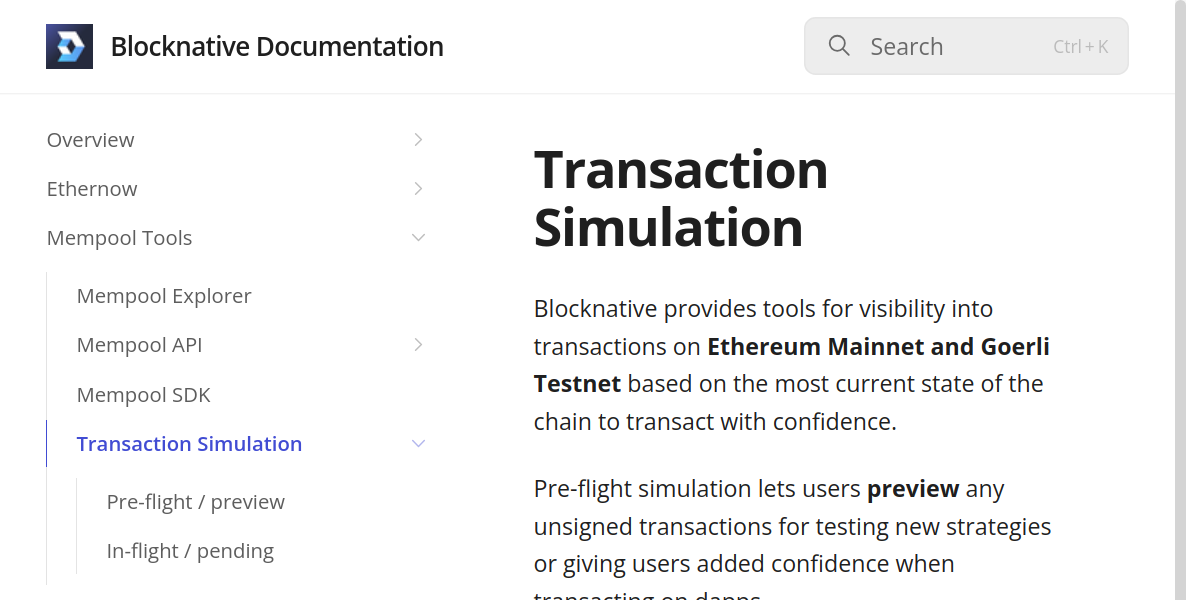 Blocknative Documentation
Search
Ctrl + K
Overview
Ethernow
Mempool Tools
Mempool Explorer
Mempool API
Mempool SDK
Transaction Simulation
Pre-flight / preview
In-flight / pending
Transaction
Simulation
Blocknative provides tools for visibility into
transactions on Ethereum Mainnet and Goerli
Testnet based on the most current state of the
chain to transact with confidence.
Pre-flight simulation lets users preview any
unsigned transactions for testing new strategies
or giving users added confidence when
transacting on dapps.